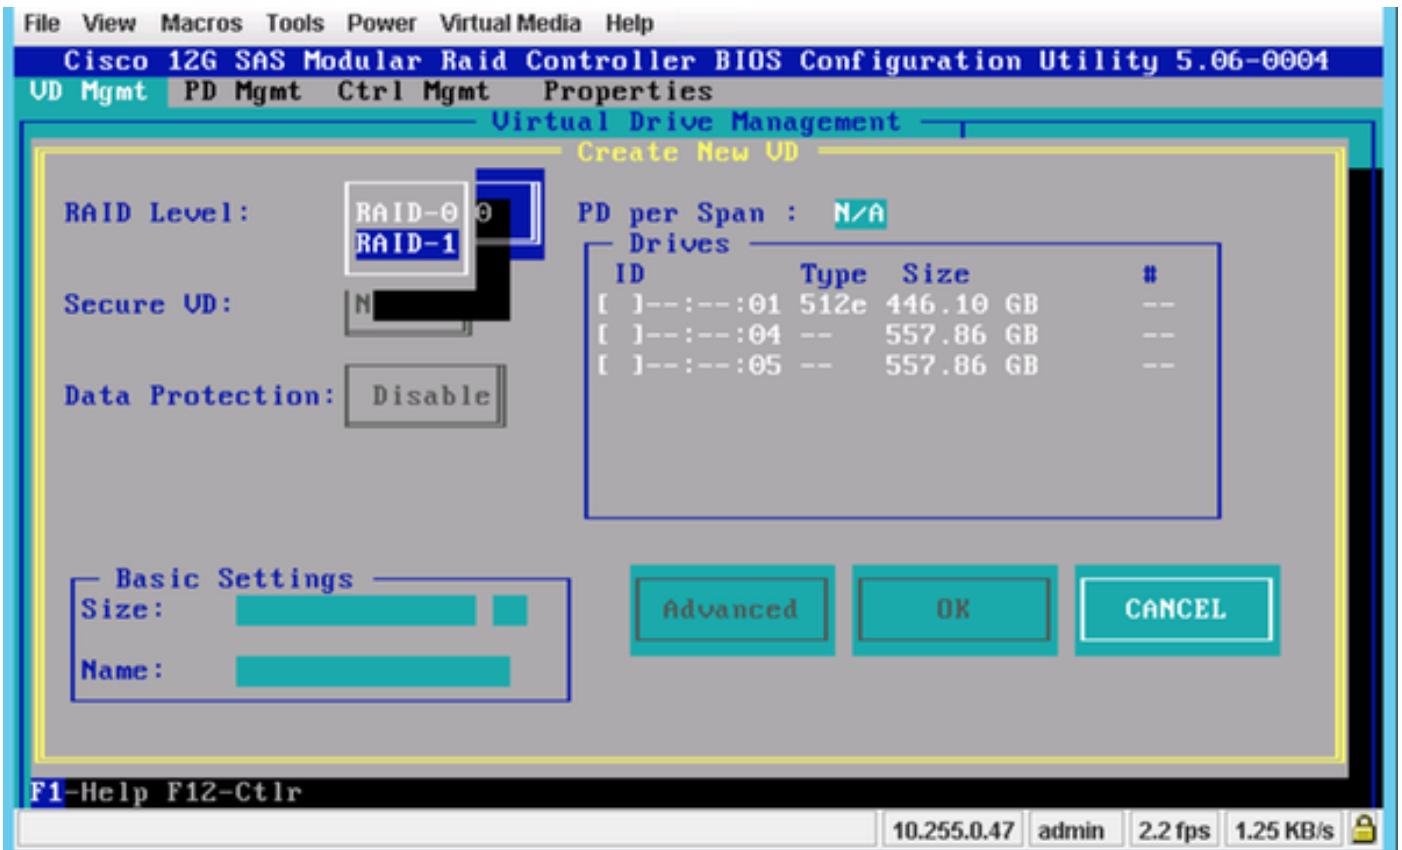 File View Macros Tools Power Virtual Media Help
Cisco 12G SAS Modular Raid Controller BIOS Configuration Utility 5.06-0004
VD Mgmt PD Mgmt Ctrl Mgmt Properties
Virtual Drive Management
Create New VD
RAID Level: RAID-0 0 PD per Span : N/A
RAID-1
Drives
ID Type Size #
Secure VD: N
[ ]--:--:01 512e 446.10 GB --
[ ]--:--:04 -- 557.86 GB --
[ ]--:--:05 -- 557.86 GB --
Data Protection: Disable
Basic Settings
Size:
Name:
Advanced OK CANCEL
F1-Help F12-Ctlr
10.255.0.47 admin 2.2 fps 1.25 KB/s